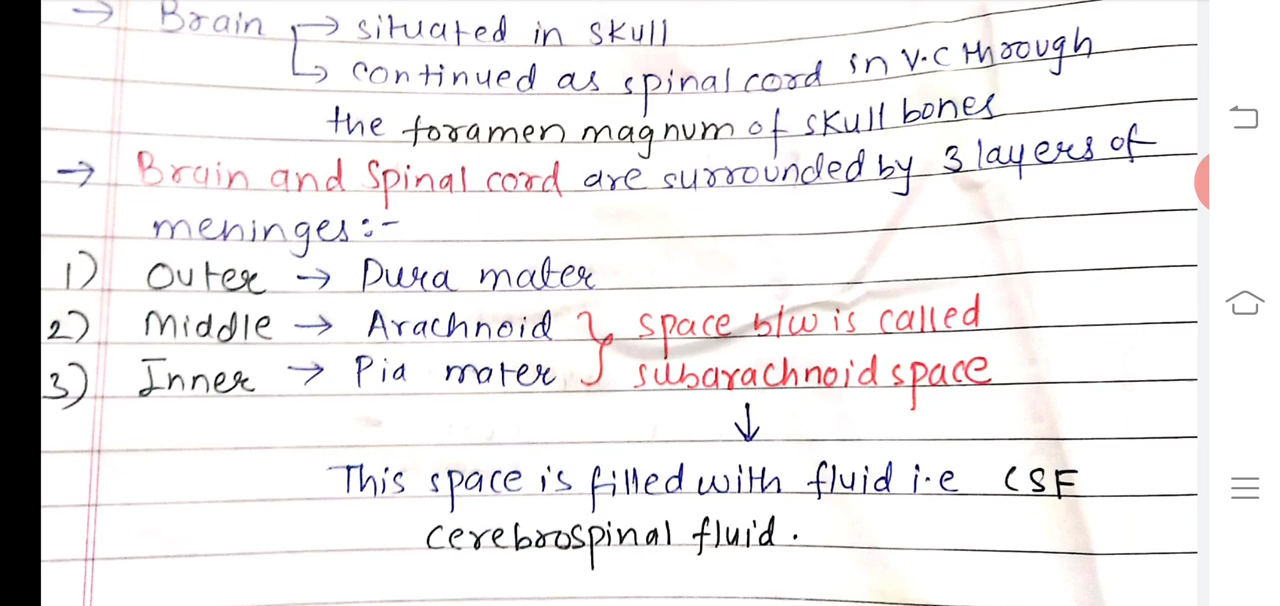 → Brain → situated in skull
↳ continued as spinal cord in V.C through
the foramen magnum of skull bones
→ Brain and Spinal cord are surrounded by 3 layers of
meninges:-
1) Outer → Dura mater
2) Middle → Arachnoid } space b/w is called
3) Inner → Pia mater } subarachnoid space
↓
This space is filled with fluid i.e CSF
cerebrospinal fluid.